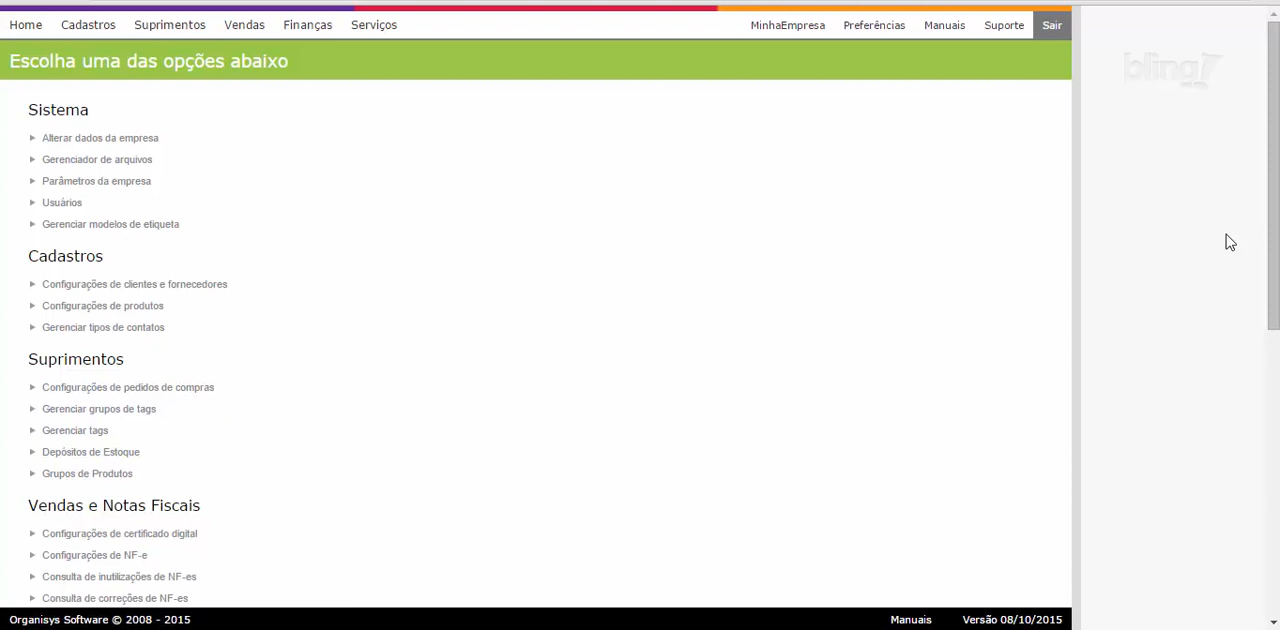 Home Cadastros Suprimentos Vendas Finanças Serviços MinhaEmpresa Preferências Manuais Suporte Sair
Escolha uma das opções abaixo
bling
Sistema
Alterar dados da empresa
Gerenciador de arquivos
Parâmetros da empresa
Usuários
Gerenciar modelos de etiqueta
Cadastros
Configurações de clientes e fornecedores
Configurações de produtos
Gerenciar tipos de contatos
Suprimentos
Configurações de pedidos de compras
Gerenciar grupos de tags
Gerenciar tags
Depósitos de Estoque
Grupos de Produtos
Vendas e Notas Fiscais
Configurações de certificado digital
Configurações de NF-e
Consulta de inutilizações de NF-es
Consulta de correções de NF-es
Organisys Software © 2008 - 2015 Manuais Versão 08/10/2015